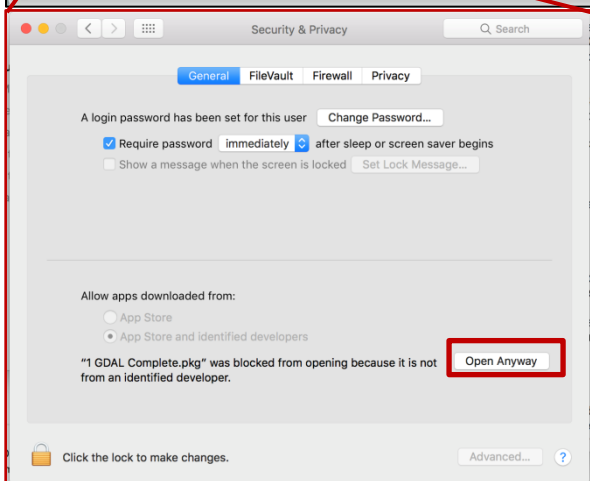 Security & Privacy
Search
General FileVault Firewall Privacy
A login password has been set for this user Change Password...
Require password immediately after sleep or screen saver begins
Show a message when the screen is locked Set Lock Message...
Allow apps downloaded from:
App Store
App Store and identified developers
"1 GDAL Complete.pkg" was blocked from opening because it is not
from an identified developer.
Open Anyway
Click the lock to make changes.
Advanced...
?